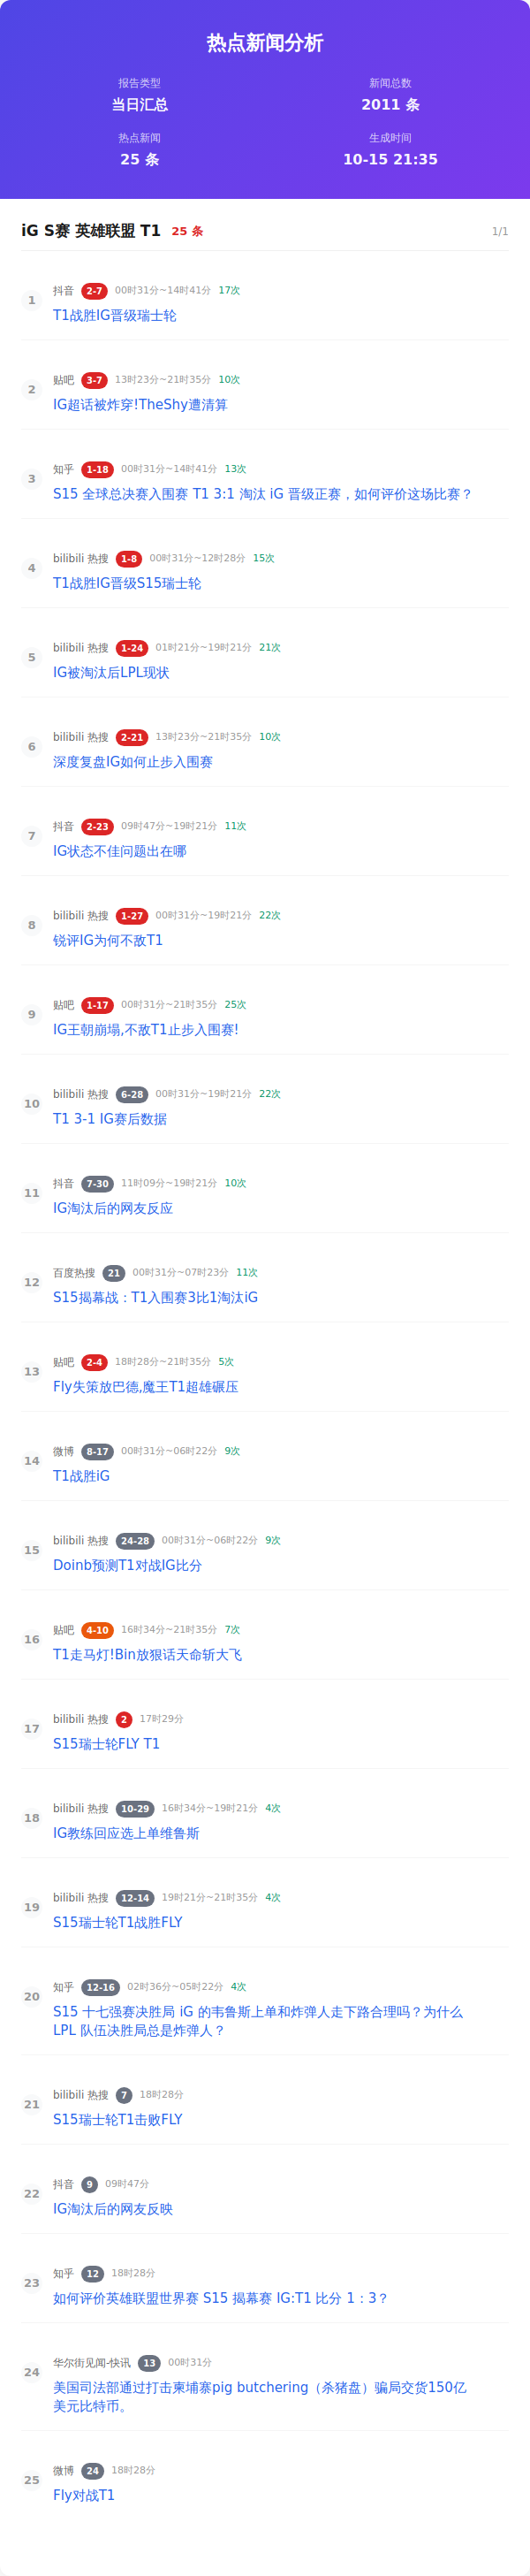 热点新闻分析
报告类型
当日汇总
新闻总数
2011 条
热点新闻
25 条
生成时间
10-15 21:35
iG S赛 英雄联盟 T1 25 条 1/1
1
抖音 2-7 00时31分~14时41分 17次
T1战胜IG晋级瑞士轮
2
贴吧 3-7 13时23分~21时35分 10次
IG超话被炸穿!TheShy遭清算
3
知乎 1-18 00时31分~14时41分 13次
S15 全球总决赛入围赛 T1 3:1 淘汰 iG 晋级正赛，如何评价这场比赛？
4
bilibili 热搜 1-8 00时31分~12时28分 15次
T1战胜IG晋级S15瑞士轮
5
bilibili 热搜 1-24 01时21分~19时21分 21次
IG被淘汰后LPL现状
6
bilibili 热搜 2-21 13时23分~21时35分 10次
深度复盘IG如何止步入围赛
7
抖音 2-23 09时47分~19时21分 11次
IG状态不佳问题出在哪
8
bilibili 热搜 1-27 00时31分~19时21分 22次
锐评IG为何不敌T1
9
贴吧 1-17 00时31分~21时35分 25次
IG王朝崩塌,不敌T1止步入围赛!
10
bilibili 热搜 6-28 00时31分~19时21分 22次
T1 3-1 IG赛后数据
11
抖音 7-30 11时09分~19时21分 10次
IG淘汰后的网友反应
12
百度热搜 21 00时31分~07时23分 11次
S15揭幕战：T1入围赛3比1淘汰iG
13
贴吧 2-4 18时28分~21时35分 5次
Fly失策放巴德,魔王T1超雄碾压
14
微博 8-17 00时31分~06时22分 9次
T1战胜iG
15
bilibili 热搜 24-28 00时31分~06时22分 9次
Doinb预测T1对战IG比分
16
贴吧 4-10 16时34分~21时35分 7次
T1走马灯!Bin放狠话天命斩大飞
17
bilibili 热搜 2 17时29分
S15瑞士轮FLY T1
18
bilibili 热搜 10-29 16时34分~19时21分 4次
IG教练回应选上单维鲁斯
19
bilibili 热搜 12-14 19时21分~21时35分 4次
S15瑞士轮T1战胜FLY
20
知乎 12-16 02时36分~05时22分 4次
S15 十七强赛决胜局 iG 的韦鲁斯上单和炸弹人走下路合理吗？为什么
LPL 队伍决胜局总是炸弹人？
21
bilibili 热搜 7 18时28分
S15瑞士轮T1击败FLY
22
抖音 9 09时47分
IG淘汰后的网友反映
23
知乎 12 18时28分
如何评价英雄联盟世界赛 S15 揭幕赛 IG:T1 比分 1：3？
24
华尔街见闻-快讯 13 00时31分
美国司法部通过打击柬埔寨pig butchering（杀猪盘）骗局交货150亿
美元比特币。
25
微博 24 18时28分
Fly对战T1